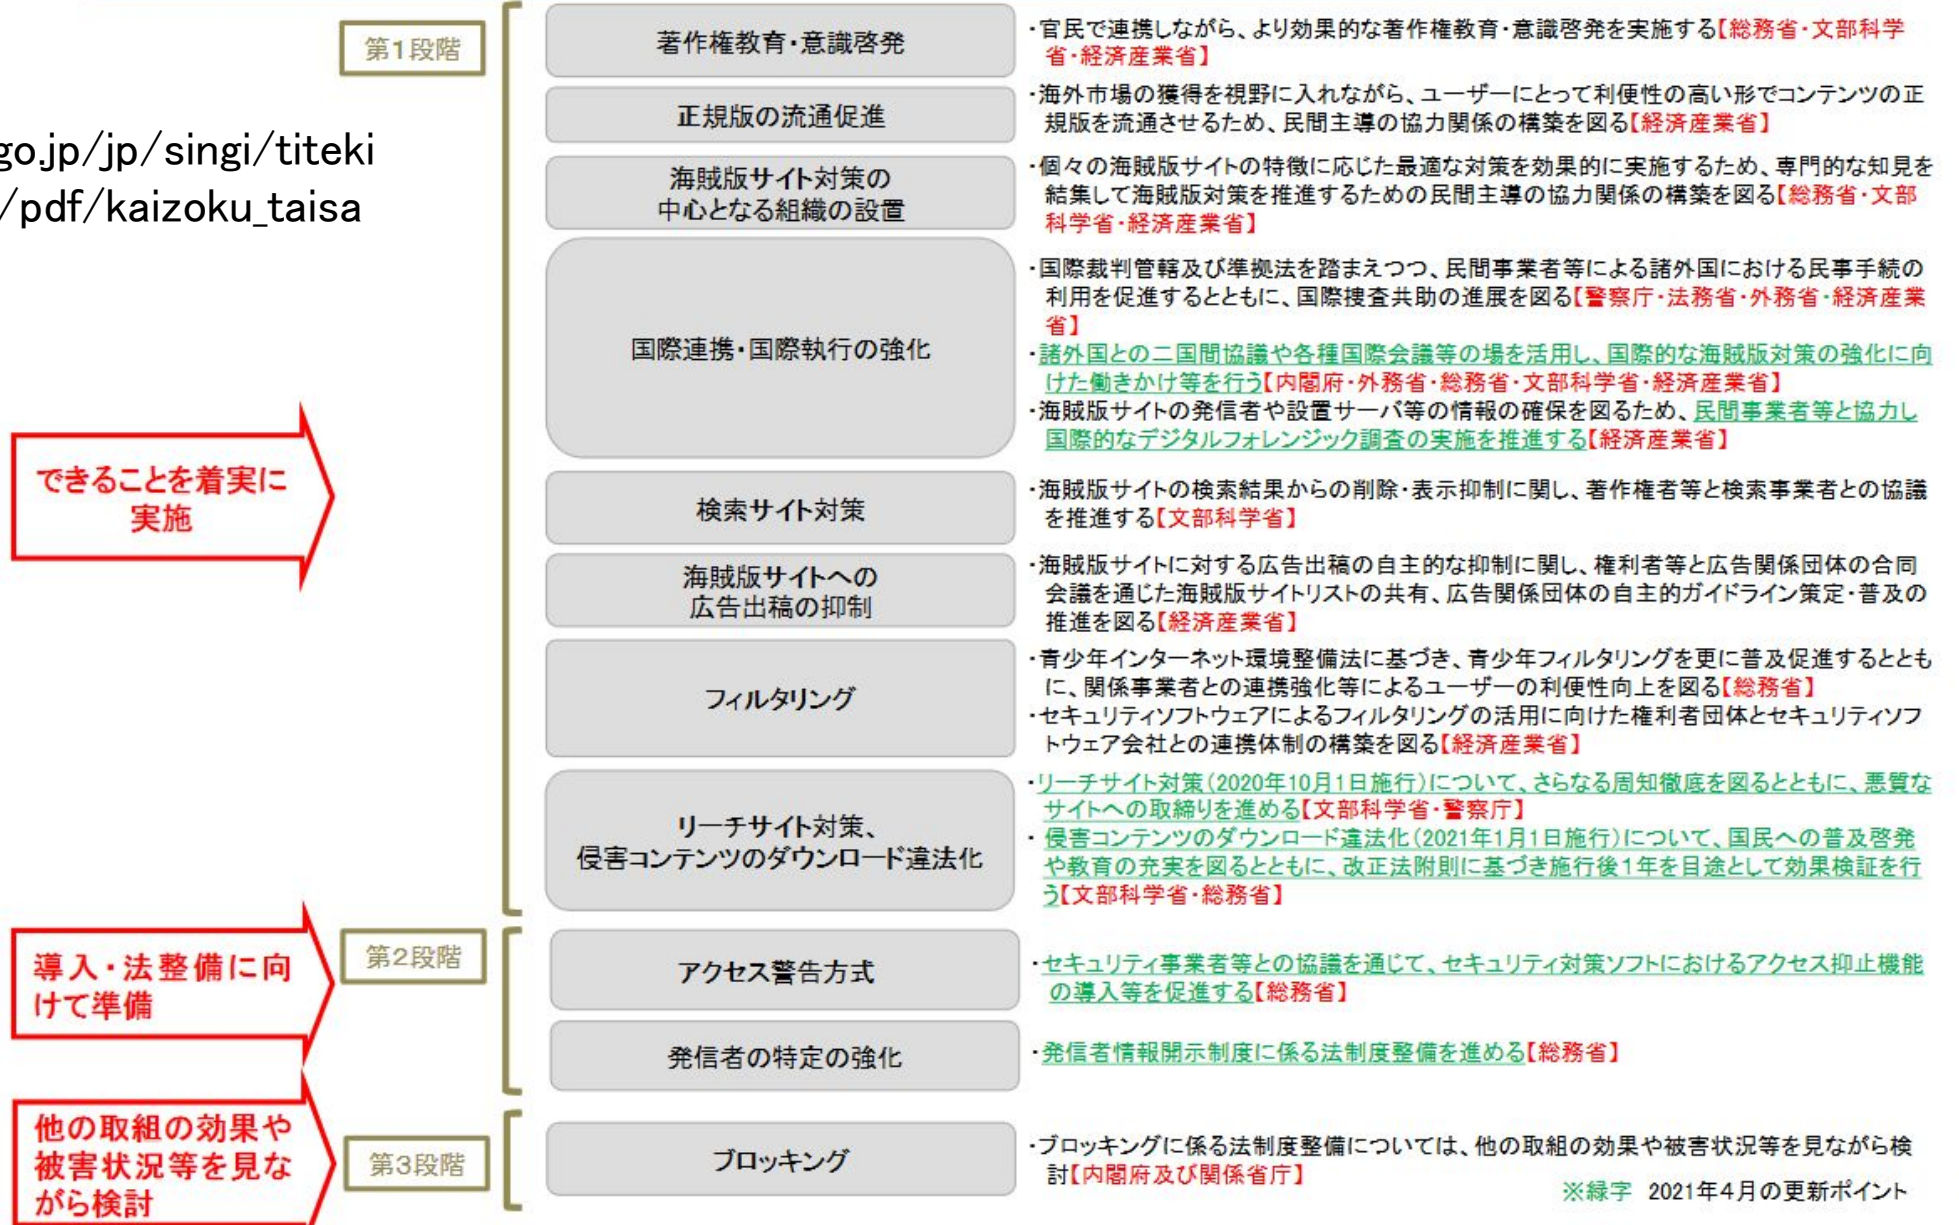 第1段階
著作権教育・意識啓発
・官民で連携しながら、より効果的な著作権教育・意識啓発を実施する【総務省・文部科学
省・経済産業省】
正規版の流通促進
・海外市場の獲得を視野に入れながら、ユーザーにとって利便性の高い形でコンテンツの正
規版を流通させるため、民間主導の協力関係の構築を図る【経済産業省】
go.jp/jp/singi/titeki
/pdf/kaizoku_taisa
海賊版サイト対策の
中心となる組織の設置
・個々の海賊版サイトの特徴に応じた最適な対策を効果的に実施するため、専門的な知見を
結集して海賊版対策を推進するための民間主導の協力関係の構築を図る【総務省・文部
科学省・経済産業省】
国際連携・国際執行の強化
・国際裁判管轄及び準拠法を踏まえつつ、民間事業者等による諸外国における民事手続の
利用を促進するとともに、国際捜査共助の進展を図る【警察庁・法務省・外務省・経済産業
省】
・諸外国との二国間協議や各種国際会議等の場を活用し、国際的な海賊版対策の強化に向
けた働きかけ等を行う【内閣府・外務省・総務省・文部科学省・経済産業省】
・海賊版サイトの発信者や設置サーバ等の情報の確保を図るため、民間事業者等と協力し
国際的なデジタルフォレンジック調査の実施を推進する【経済産業省】
できることを着実に
実施
検索サイト対策
・海賊版サイトの検索結果からの削除・表示抑制に関し、著作権者等と検索事業者との協議
を推進する【文部科学省】
海賊版サイトへの
広告出稿の抑制
・海賊版サイトに対する広告出稿の自主的な抑制に関し、権利者等と広告関係団体の合同
会議を通じた海賊版サイトリストの共有、広告関係団体の自主的ガイドライン策定・普及の
推進を図る【経済産業省】
フィルタリング
・青少年インターネット環境整備法に基づき、青少年フィルタリングを更に普及促進するととも
に、関係事業者との連携強化等によるユーザーの利便性向上を図る【総務省】
・セキュリティソフトウェアによるフィルタリングの活用に向けた権利者団体とセキュリティソフ
トウェア会社との連携体制の構築を図る【経済産業省】
リーチサイト対策、
侵害コンテンツのダウンロード違法化
・リーチサイト対策(2020年10月1日施行)について、さらなる周知徹底を図るとともに、悪質な
サイトへの取締りを進める【文部科学省・警察庁】
・侵害コンテンツのダウンロード違法化(2021年1月1日施行)について、国民への普及啓発
や教育の充実を図るとともに、改正法附則に基づき施行後1年を目途として効果検証を行
う【文部科学省・総務省】
導入・法整備に向
けて準備
第2段階
アクセス警告方式
・セキュリティ事業者等との協議を通じて、セキュリティ対策ソフトにおけるアクセス抑止機能
の導入等を促進する【総務省】
発信者の特定の強化
・発信者情報開示制度に係る法制度整備を進める【総務省】
他の取組の効果や
被害状況等を見な
がら検討
第3段階
ブロッキング
・ブロッキングに係る法制度整備については、他の取組の効果や被害状況等を見ながら検
討【内閣府及び関係省庁】
※緑字 2021年4月の更新ポイント